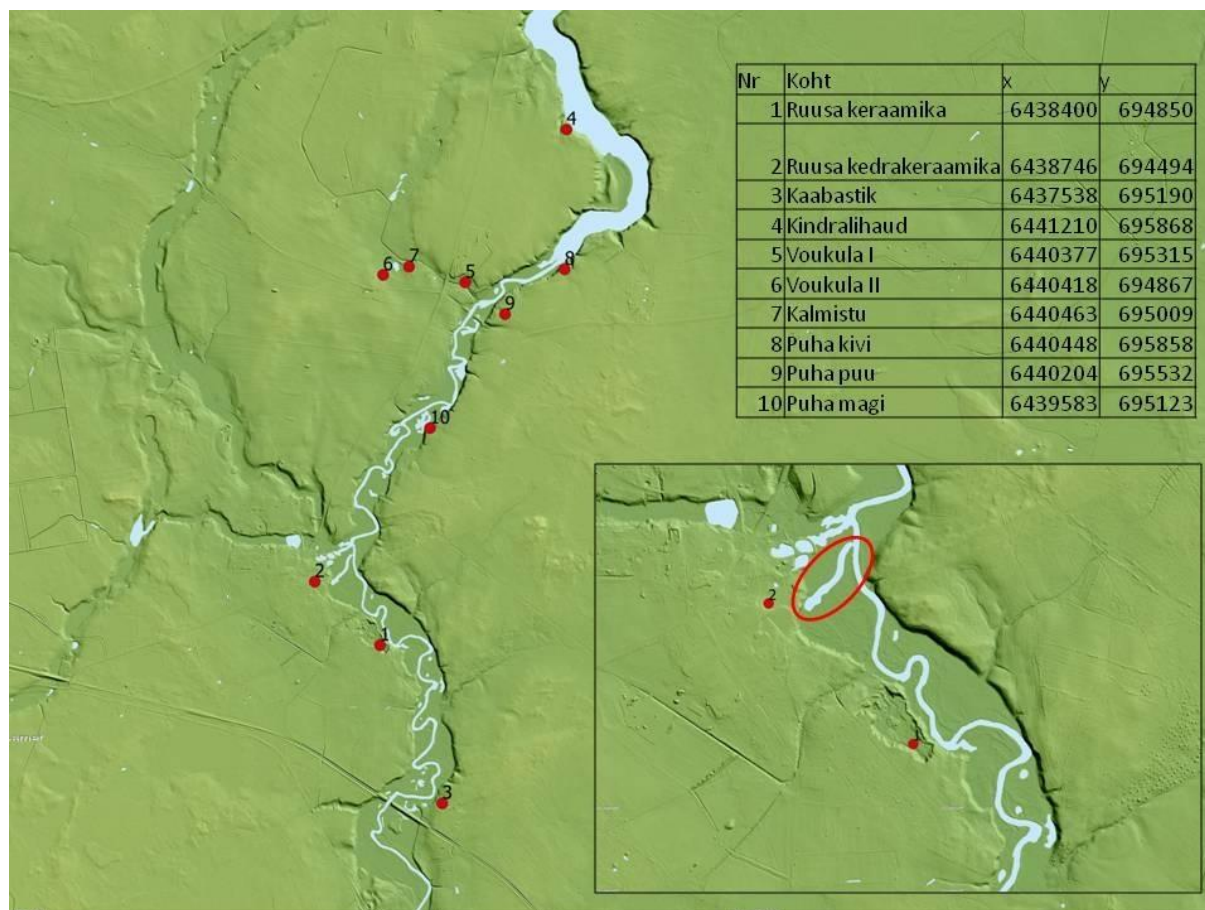 Nr Koht x y
1 Ruusa keraamika 6438400 694850
2 Ruusa kedrakeraamika 6438746 694494
3 Kaabastik 6437538 695190
4 Kindralihaud 6441210 695868
5 Voukula I 6440377 695315
6 Voukula II 6440418 694867
7 Kalmistu 6440463 695009
8 Puha kivi 6440448 695858
9 Puha puu 6440204 695532
10 Puha magi 6439583 695123
4
7
6
5
8
9
10
2
1
3
2